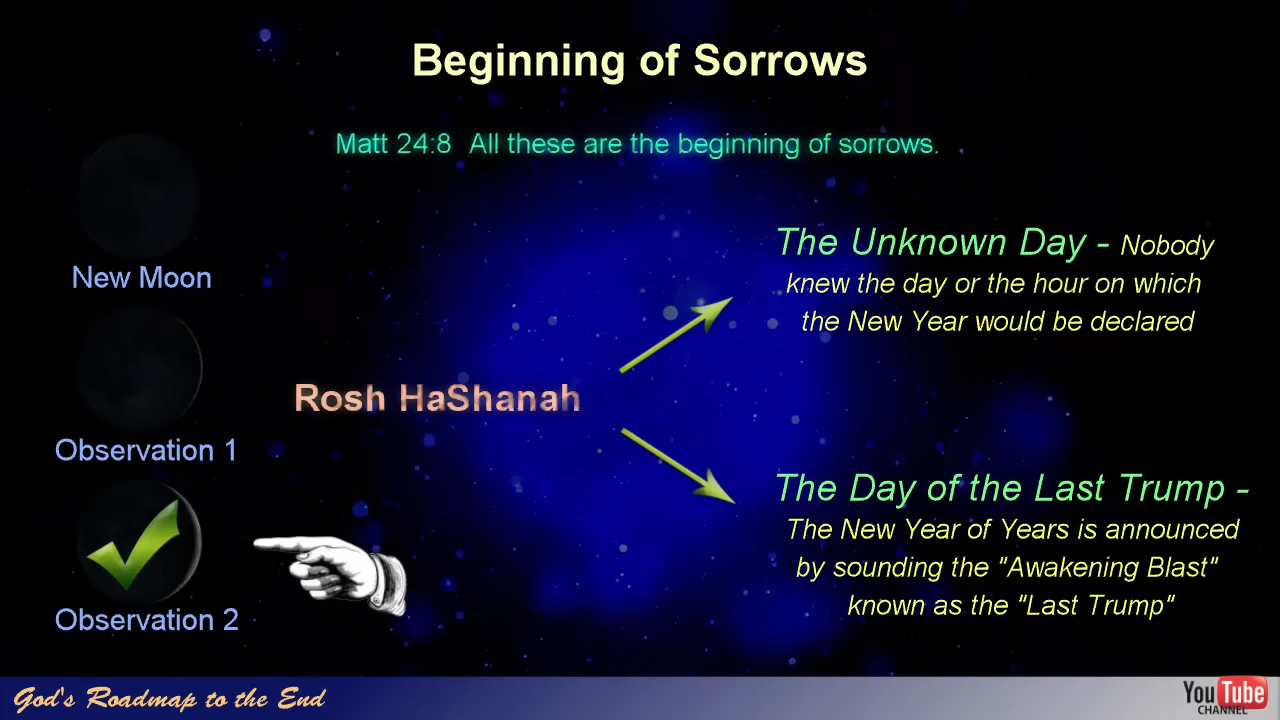 Beginning of Sorrows
Matt 24:8 All these are the beginning of sorrows.
New Moon
Observation 1
Observation 2
Rosh HaShanah
The Unknown Day - Nobody
knew the day or the hour on which
the New Year would be declared
The Day of the Last Trump -
The New Year of Years is announced
by sounding the "Awakening Blast"
known as the "Last Trump"
God's Roadmap to the End
YouTube
CHANNEL